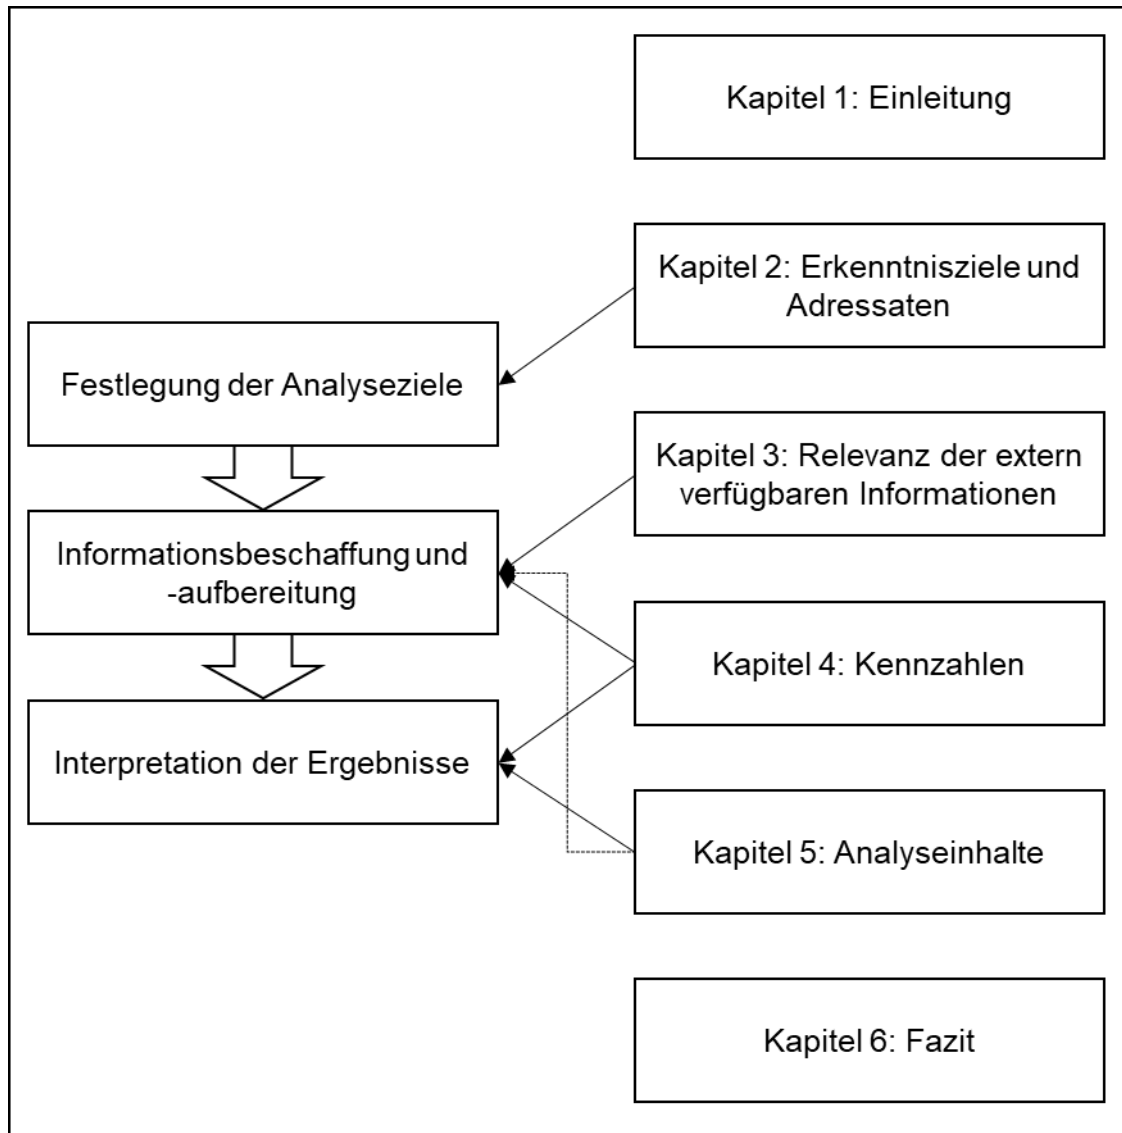 Kapitel 1: Einleitung
Kapitel 2: Erkenntnisziele und
Adressaten
Festlegung der Analyseziele
Kapitel 3: Relevanz der extern
verfügbaren Informationen
Informationsbeschaffung und
-aufbereitung
Kapitel 4: Kennzahlen
Interpretation der Ergebnisse
Kapitel 5: Analyseinhalte
Kapitel 6: Fazit